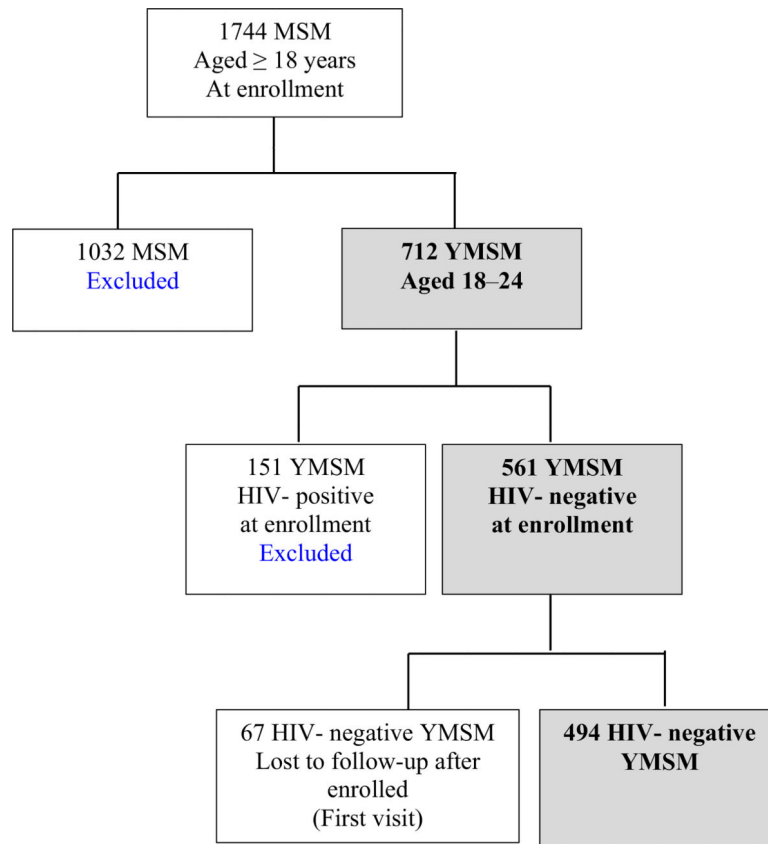 1744 MSM
Aged ≥ 18 years
At enrollment
1032 MSM
Excluded
712 YMSM
Aged 18–24
151 YMSM
HIV- positive
at enrollment
Excluded
561 YMSM
HIV- negative
at enrollment
67 HIV- negative YMSM
Lost to follow-up after
enrolled
(First visit)
494 HIV- negative
YMSM